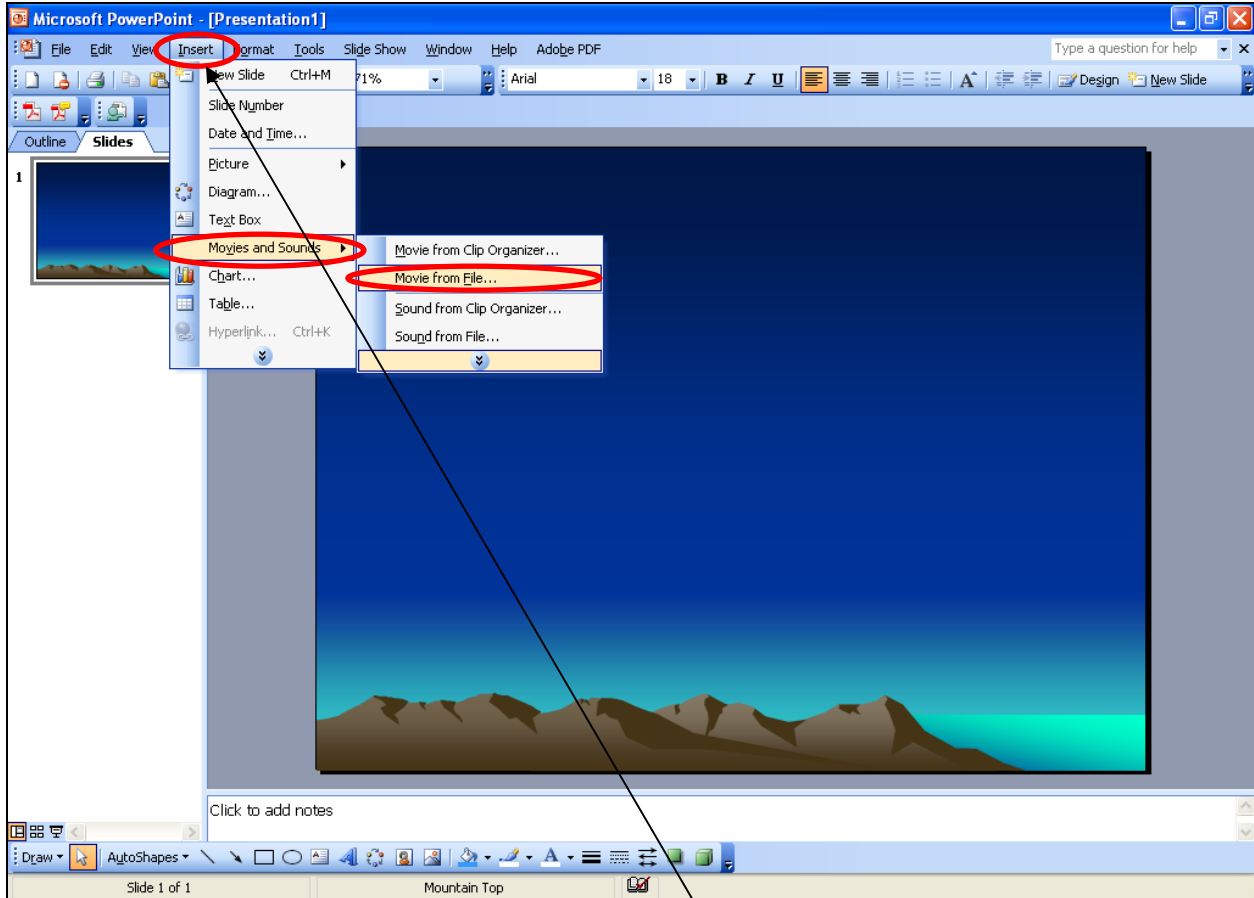 Microsoft PowerPoint - [Presentation1]
File Edit View Insert Format Tools Slide Show Window Help Adobe PDF Type a question for help
71% Arial 18 B I U A Design New Slide
New Slide Ctrl+M
Slide Number
Date and Time...
Outline Slides
1
Picture
Diagram...
Text Box
Movies and Sounds
Chart...
Table...
Hyperlink... Ctrl+K
Movie from Clip Organizer...
Movie from File...
Sound from Clip Organizer...
Sound from File...
Click to add notes
Draw AutoShapes A
Slide 1 of 1 Mountain Top